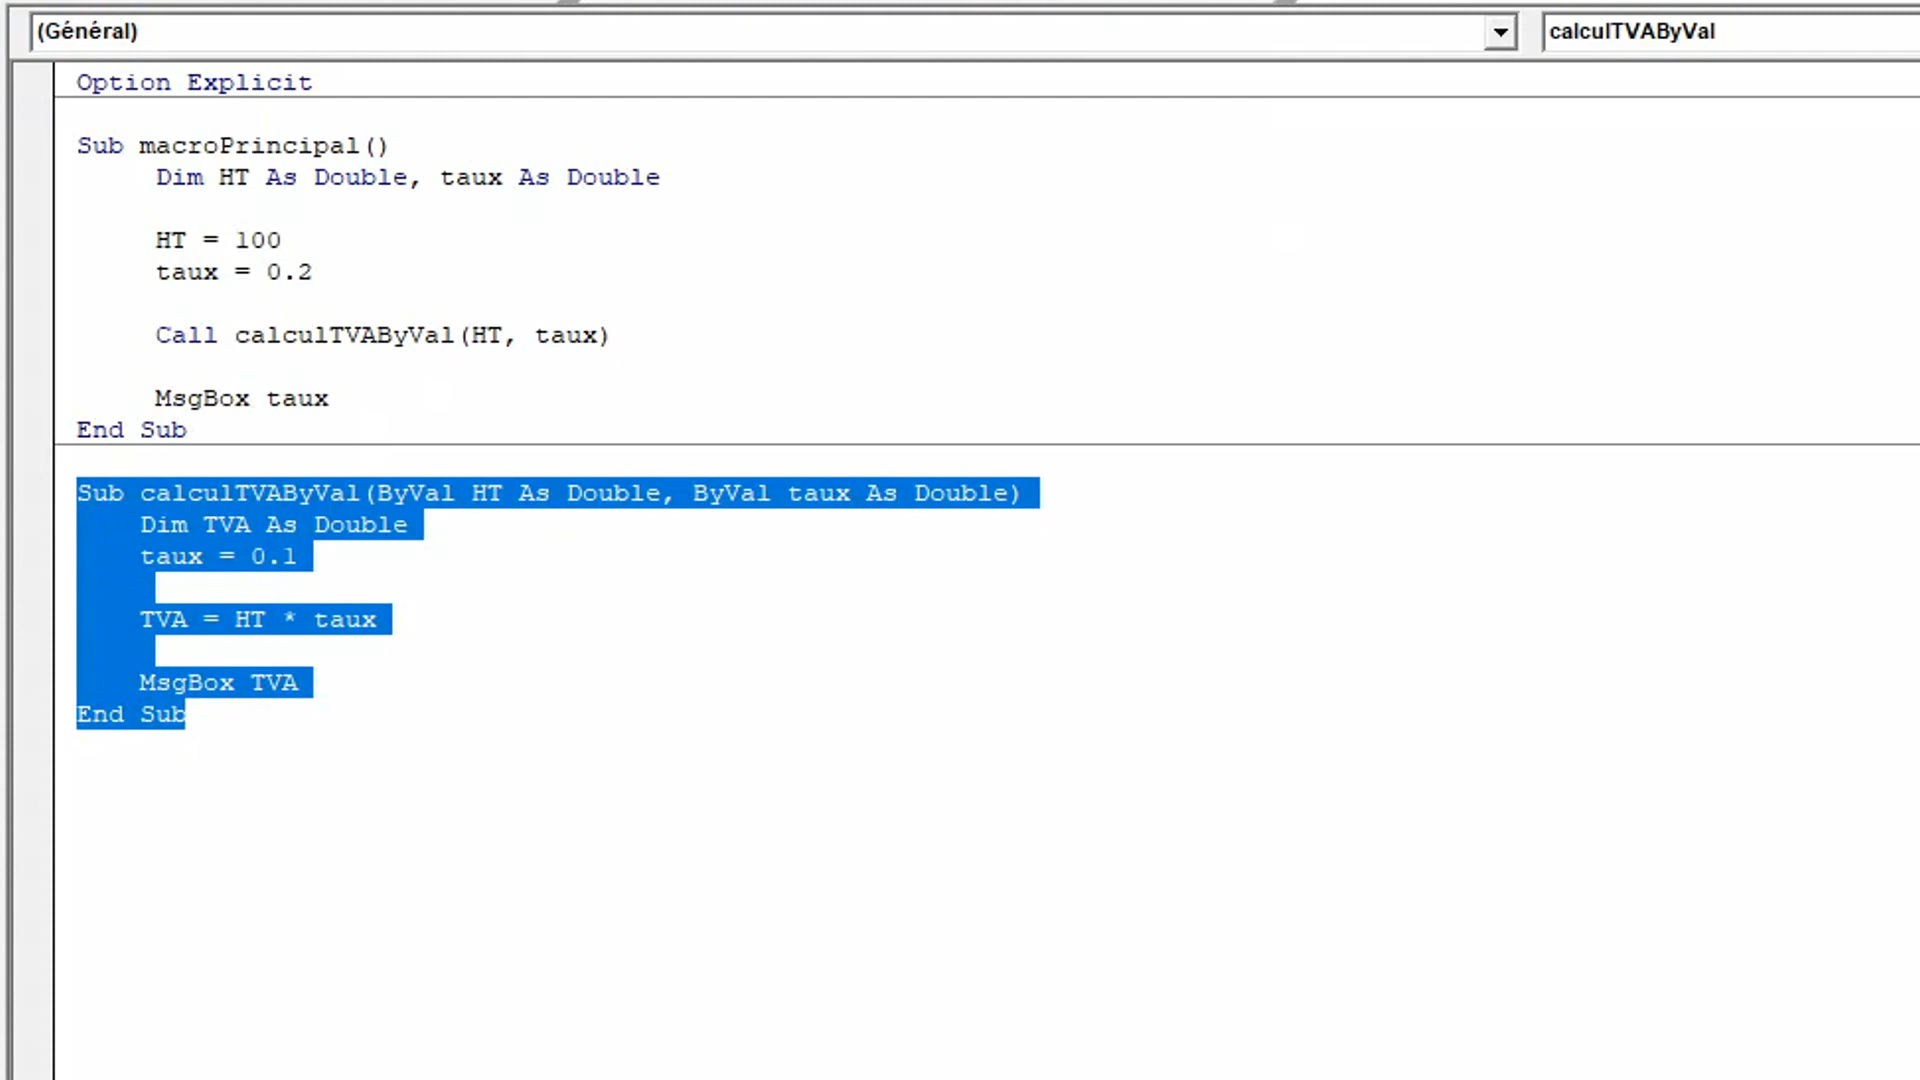 (Général)
calculTVAByVal
Option Explicit
Sub macroPrincipal()
Dim HT As Double, taux As Double
HT = 100
taux = 0.2
Call calculTVAByVal(HT, taux)
MsgBox taux
End Sub
Sub calculTVAByVal(ByVal HT As Double, ByVal taux As Double)
Dim TVA As Double
taux = 0.1
TVA = HT * taux
MsgBox TVA
End Sub